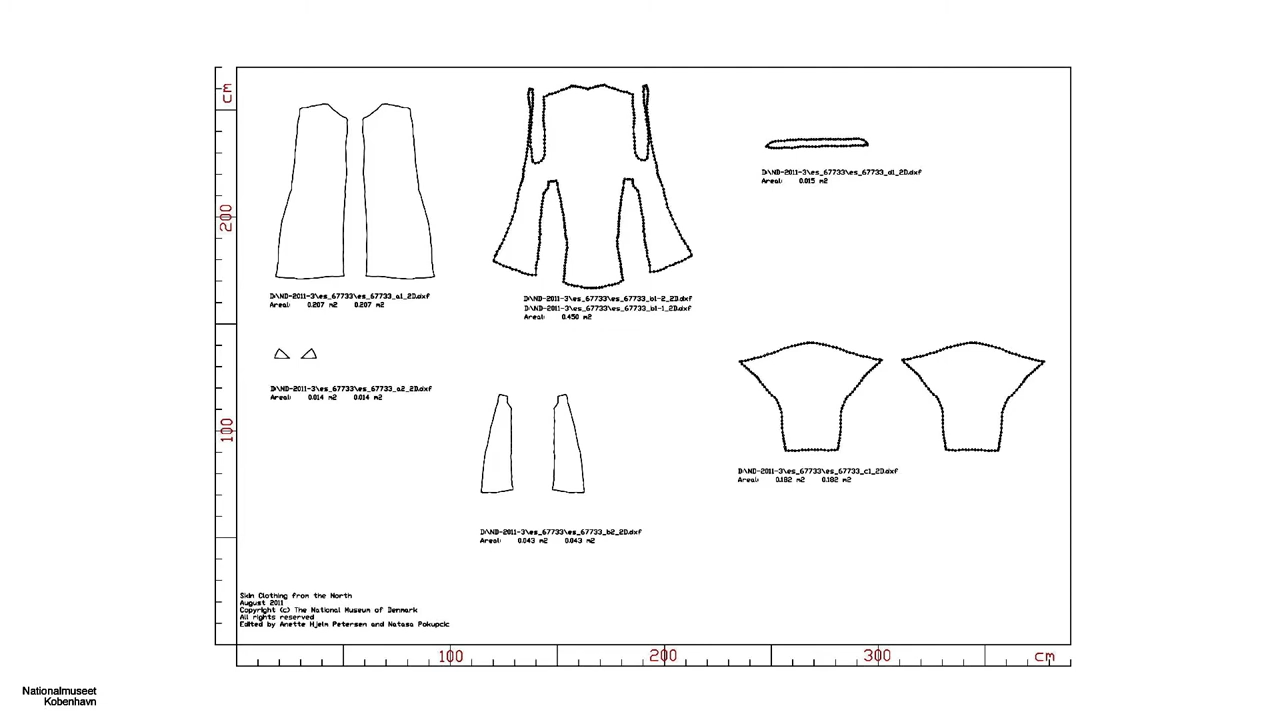 cm
200
100
D:\ND-2011-3\es_67733\es_67733_a1_2D.dxf
Areal: 0.207 m2 0.207 m2
D:\ND-2011-3\es_67733\es_67733_b1-2_2D.dxf
D:\ND-2011-3\es_67733\es_67733_b1-1_2D.dxf
Areal: 0.450 m2
D:\ND-2011-3\es_67733\es_67733_d1_2D.dxf
Areal: 0.015 m2
D:\ND-2011-3\es_67733\es_67733_a2_2D.dxf
Areal: 0.014 m2 0.014 m2
D:\ND-2011-3\es_67733\es_67733_c1_2D.dxf
Areal: 0.182 m2 0.182 m2
D:\ND-2011-3\es_67733\es_67733_b2_2D.dxf
Areal: 0.043 m2 0.043 m2
Skin Clothing from the North
August 2011
Copyright (c) The National Museum of Denmark
All rights reserved
Edited by Anette Hjelm Petersen and Natasa Pokupcic
100 200 300 cm
Nationalmuseet
Kobenhavn